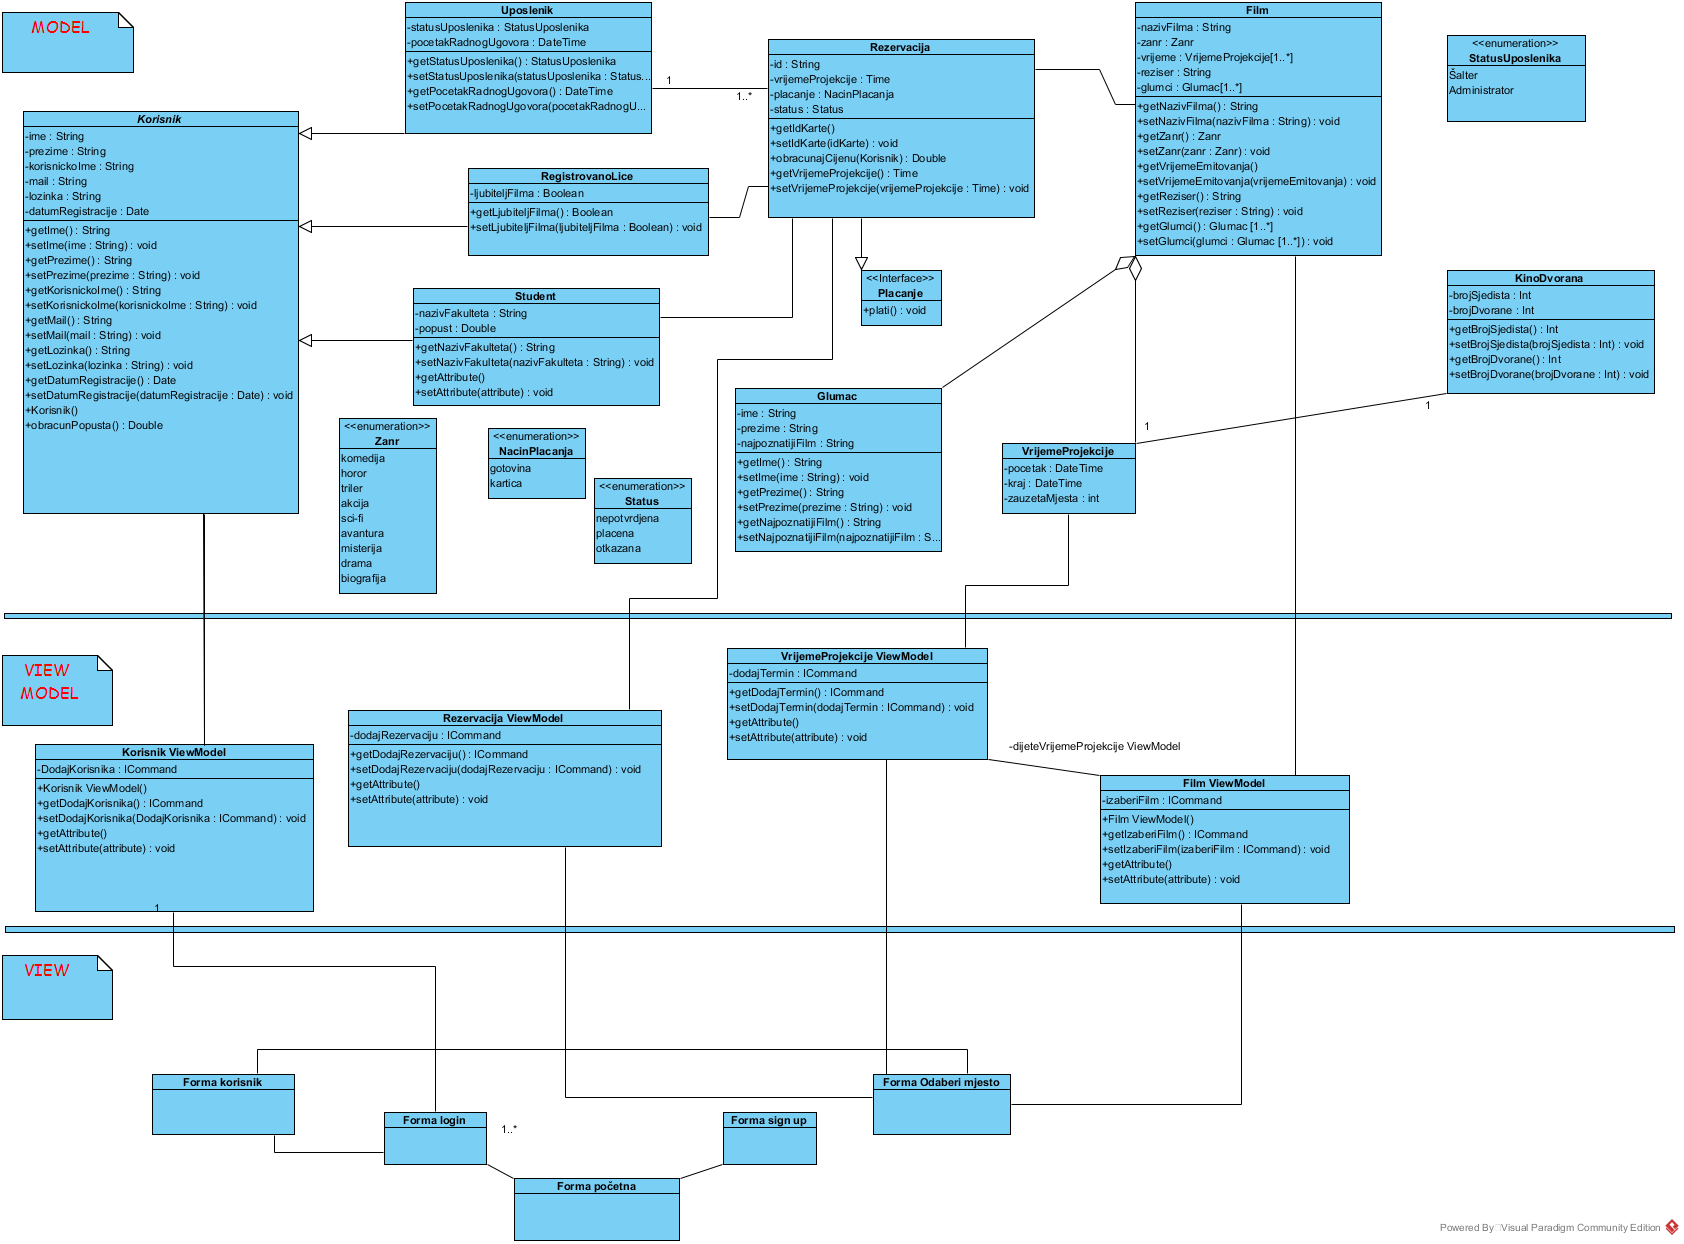 MODEL
Uposlenik
-statusUposlenika : StatusUposlenika
-pocetakRadnogUgovora : DateTime
+getStatusUposlenika() : StatusUposlenika
+setStatusUposlenika(statusUposlenika : Status...
+getPocetakRadnogUgovora() : DateTime
+setPocetakRadnogUgovora(pocetakRadnogU...
1
1..*
Rezervacija
-id : String
-vrijemeProjekcije : Time
-placanje : NacinPlacanja
-status : Status
+getIdKarte()
+setIdKarte(idKarte) : void
+obracunajCijenu(Korisnik) : Double
+getVrijemeProjekcije() : Time
+setVrijemeProjekcije(vrijemeProjekcije : Time) : void
Film
-nazivFilma : String
-zanr : Zanr
-vrijeme : VrijemeProjekcije[1..*]
-reziser : String
-glumci : Glumac[1..*]
+getNazivFilma() : String
+setNazivFilma(nazivFilma : String) : void
+getZanr() : Zanr
+setZanr(zanr : Zanr) : void
+getVrijemeEmitovanja()
+setVrijemeEmitovanja(vrijemeEmitovanja) : void
+getReziser() : String
+setReziser(reziser : String) : void
+getGlumci() : Glumac [1..*]
+setGlumci(glumci : Glumac [1..*]) : void
<<enumeration>>
StatusUposlenika
Šalter
Administrator
Korisnik
-ime : String
-prezime : String
-korisnickoIme : String
-mail : String
-lozinka : String
-datumRegistracije : Date
+getIme() : String
+setIme(ime : String) : void
+getPrezime() : String
+setPrezime(prezime : String) : void
+getKorisnickoIme() : String
+setKorisnickoIme(korisnickoIme : String) : void
+getMail() : String
+setMail(mail : String) : void
+getLozinka() : String
+setLozinka(lozinka : String) : void
+getDatumRegistracije() : Date
+setDatumRegistracije(datumRegistracije : Date) : void
+Korisnik()
+obracunPopusta() : Double
RegistrovanoLice
-ljubiteljFilma : Boolean
+getLjubiteljFilma() : Boolean
+setLjubiteljFilma(ljubiteljFilma : Boolean) : void
Student
-nazivFakulteta : String
-popust : Double
+getNazivFakulteta() : String
+setNazivFakulteta(nazivFakulteta : String) : void
+getAttribute()
+setAttribute(attribute) : void
<<Interface>>
Placanje
+plati() : void
KinoDvorana
-brojSjedista : Int
-brojDvorane : Int
+getBrojSjedista() : Int
+setBrojSjedista(brojSjedista : Int) : void
+getBrojDvorane() : Int
+setBrojDvorane(brojDvorane : Int) : void
1
1
Glumac
-ime : String
-prezime : String
-najpoznatijiFilm : String
+getIme() : String
+setIme(ime : String) : void
+getPrezime() : String
+setPrezime(prezime : String) : void
+getNajpoznatijiFilm() : String
+setNajpoznatijiFilm(najpoznatijiFilm : S...
VrijemeProjekcije
-pocetak : DateTime
-kraj : DateTime
-zauzetaMjesta : int
<<enumeration>>
Zanr
komedija
horor
triler
akcija
sci-fi
avantura
misterija
drama
biografija
<<enumeration>>
NacinPlacanja
gotovina
kartica
<<enumeration>>
Status
nepotvrdjena
placena
otkazana
VIEW
MODEL
Korisnik ViewModel
-DodajKorisnika : ICommand
+Korisnik ViewModel()
+getDodajKorisnika() : ICommand
+setDodajKorisnika(DodajKorisnika : ICommand) : void
+getAttribute()
+setAttribute(attribute) : void
1
Rezervacija ViewModel
-dodajRezervaciju : ICommand
+getDodajRezervaciju() : ICommand
+setDodajRezervaciju(dodajRezervaciju : ICommand) : void
+getAttribute()
+setAttribute(attribute) : void
VrijemeProjekcije ViewModel
-dodajTermin : ICommand
+getDodajTermin() : ICommand
+setDodajTermin(dodajTermin : ICommand) : void
+getAttribute()
+setAttribute(attribute) : void
-dijeteVrijemeProjekcije ViewModel
Film ViewModel
-izaberiFilm : ICommand
+Film ViewModel()
+getIzaberiFilm() : ICommand
+setIzaberiFilm(izaberiFilm : ICommand) : void
+getAttribute()
+setAttribute(attribute) : void
VIEW
Forma korisnik
Forma login
1..*
Forma sign up
Forma Odaberi mjesto
Forma početna
Powered By Visual Paradigm Community Edition